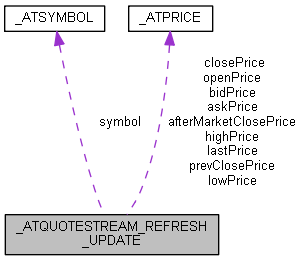 _ATSYMBOL
_ATPRICE
symbol
closePrice
openPrice
bidPrice
askPrice
afterMarketClosePrice
highPrice
lastPrice
prevClosePrice
lowPrice
_ATQUOTESTREAM_REFRESH
_UPDATE